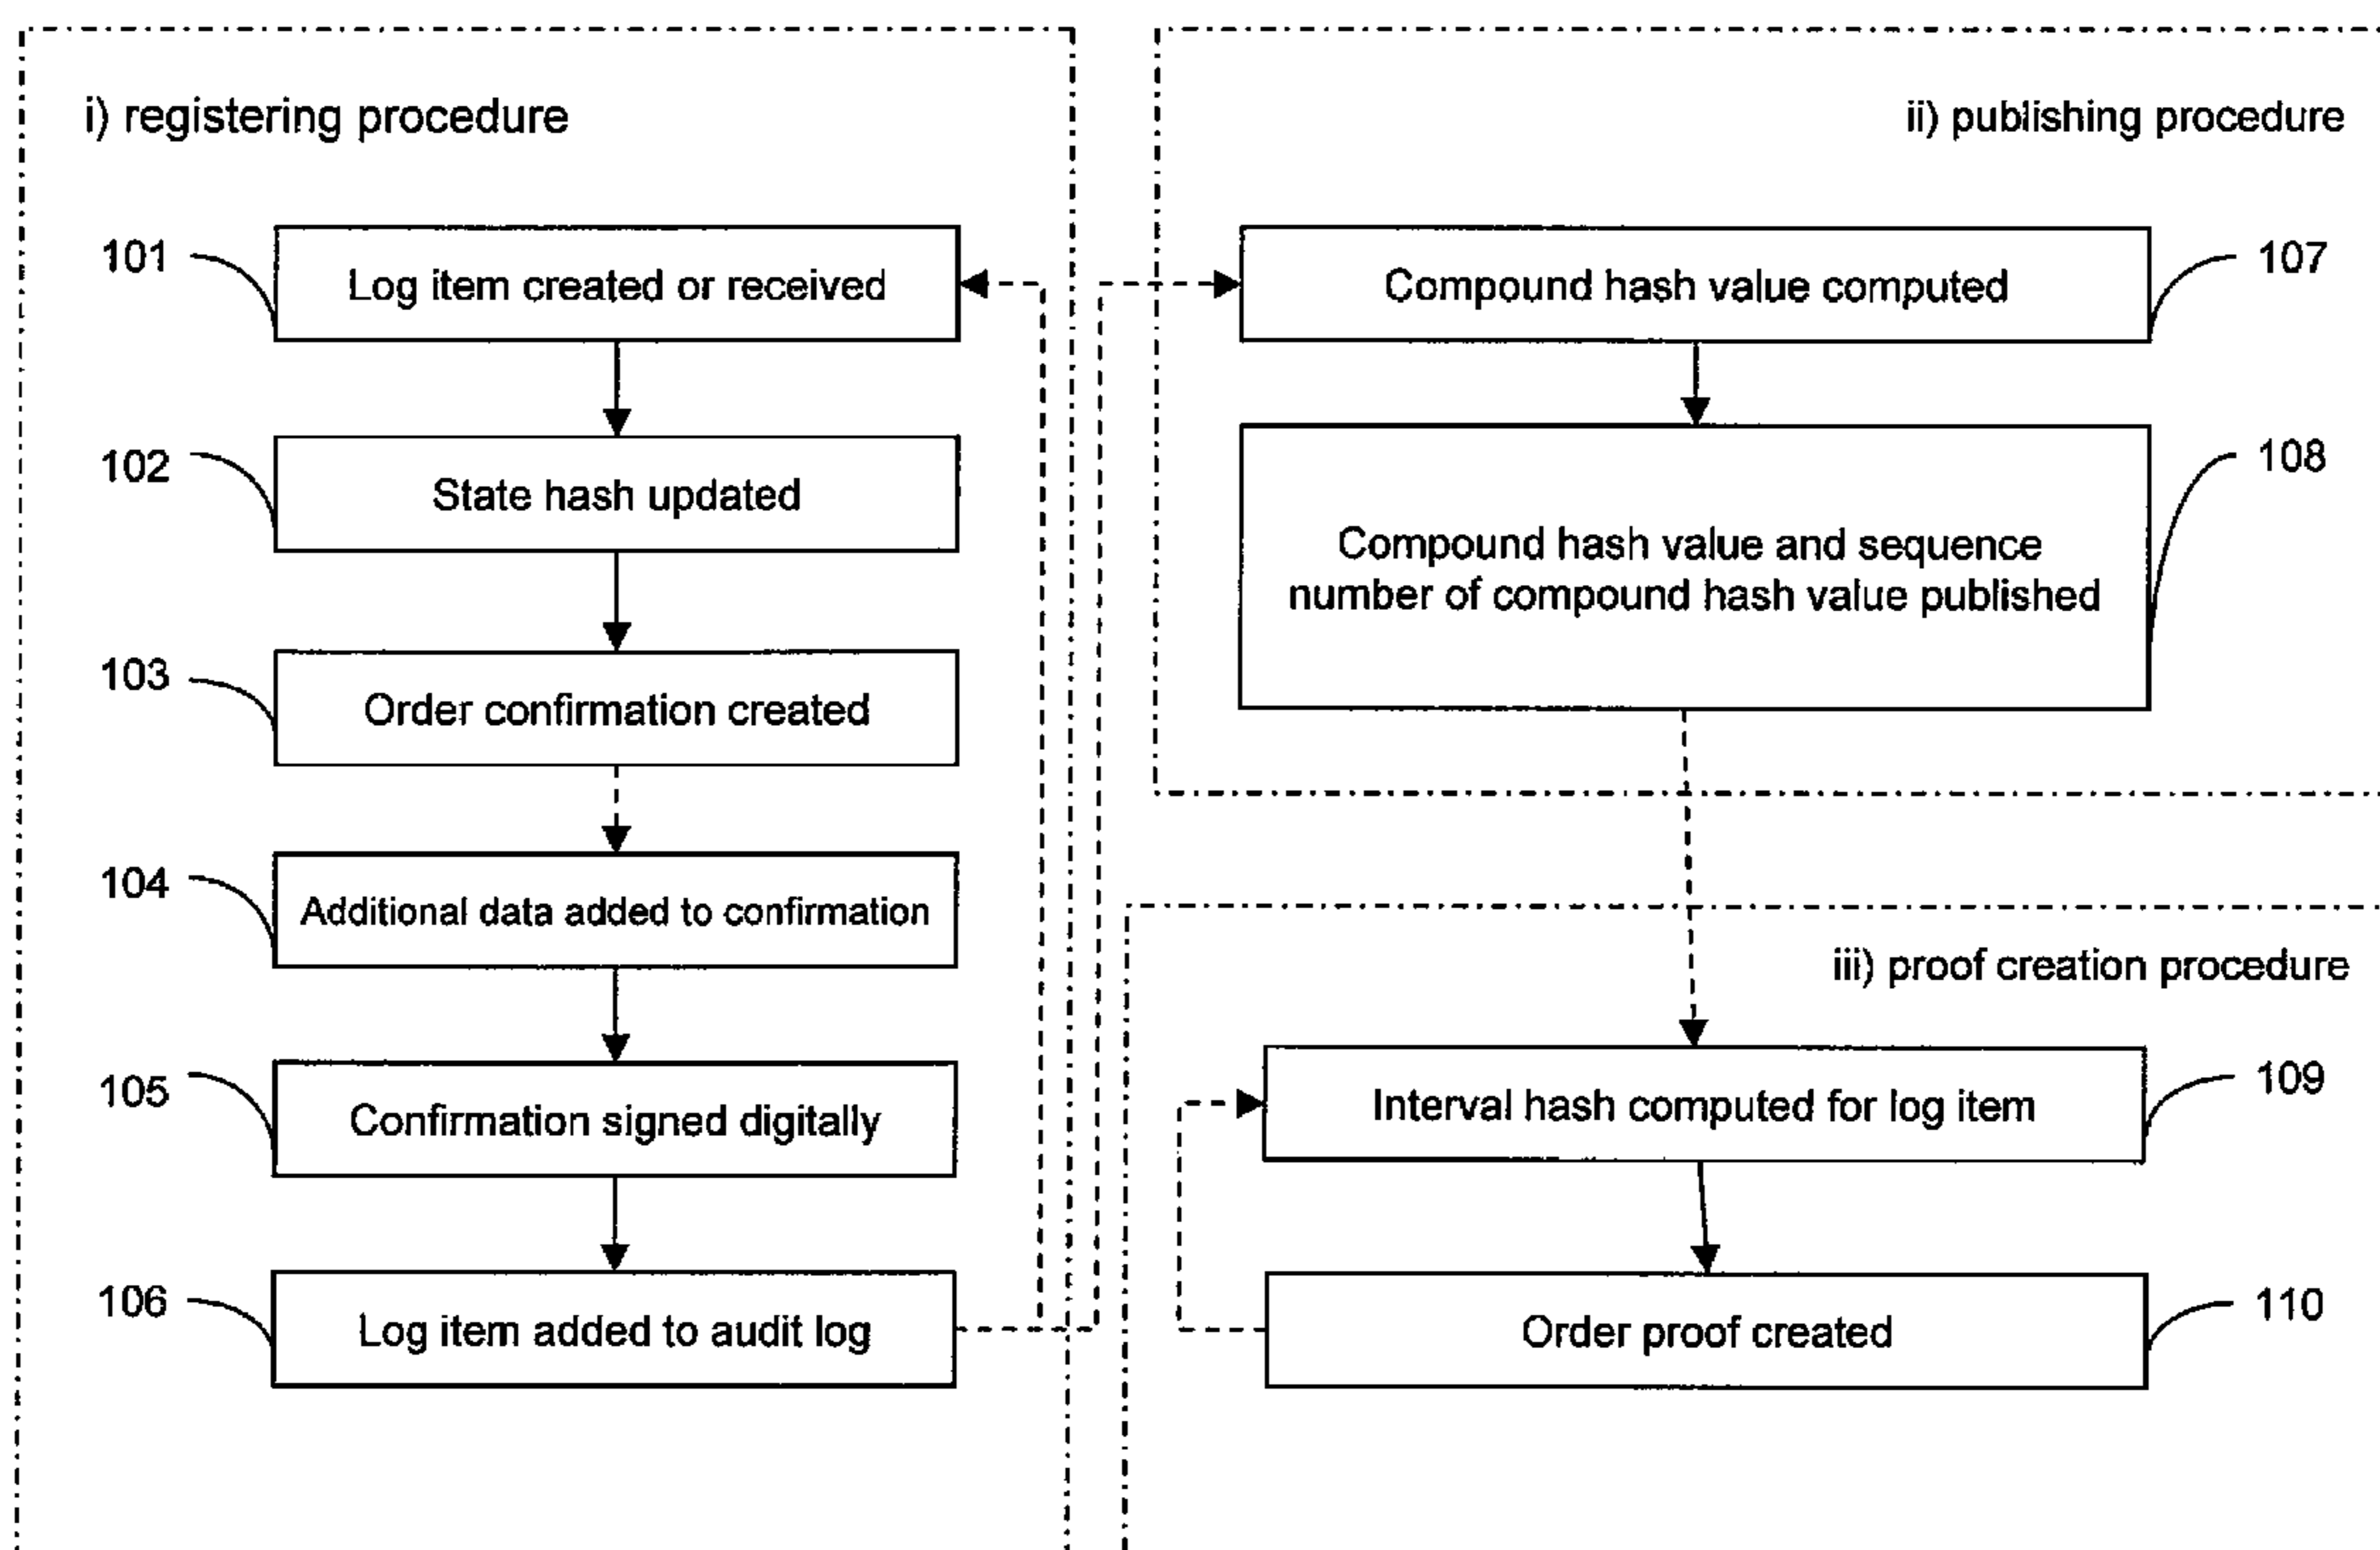 i) registering procedure
101
Log item created or received
102
State hash updated
103
Order confirmation created
104
Additional data added to confirmation
105
Confirmation signed digitally
106
Log item added to audit log
ii) publishing procedure
Compound hash value computed
107
Compound hash value and sequence
number of compound hash value published
108
iii) proof creation procedure
Interval hash computed for log item
109
Order proof created
110